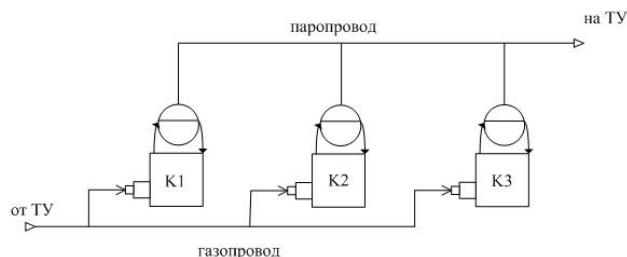 на ТУ
паропровод
K1
K2
K3
от ТУ
газопровод